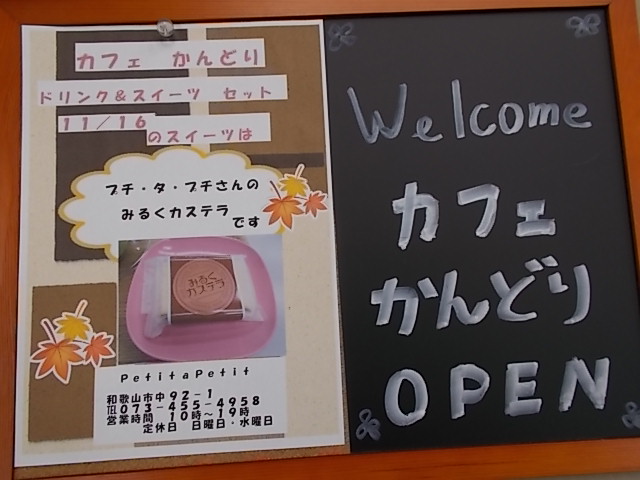 カフェ かんどり
ドリンク＆スイーツ セット
11／16
のスイーツは
プチ・タ・プチさんの
みるくカステラ
です
みるく
カステラ
PetitaPetit
和歌山市中92-1
℡073-455-4958
営業時間 10時～19時
定休日 日曜日・水曜日
Welcome
カフェ
かんどり
OPEN